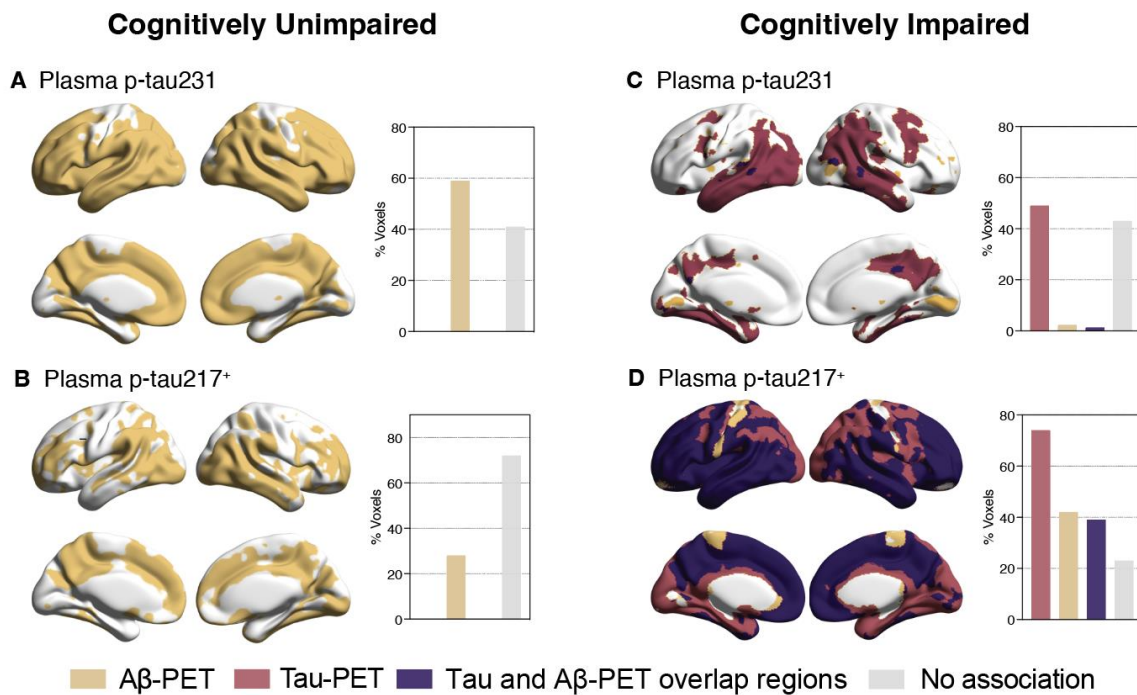 Cognitively Unimpaired
Cognitively Impaired
A Plasma p-tau231
80
60
40
20
0
% Voxels
B Plasma p-tau217⁺
80
60
40
20
0
% Voxels
C Plasma p-tau231
80
60
40
20
0
% Voxels
D Plasma p-tau217⁺
80
60
40
20
0
% Voxels
Aβ-PET Tau-PET Tau and Aβ-PET overlap regions No association